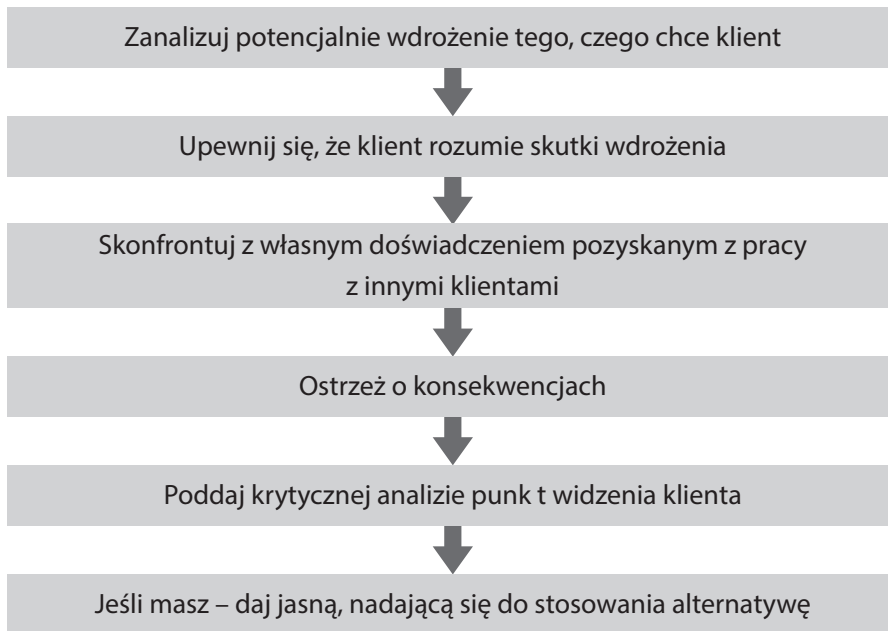 Zanalizuj potencjalnie wdrożenie tego, czego chce klient
Upewnij się, że klient rozumie skutki wdrożenia
Skonfrontuj z własnym doświadczeniem pozyskanym z pracy
z innymi klientami
Ostrzeż o konsekwencjach
Poddaj krytycznej analizie punk t widzenia klienta
Jeśli masz – daj jasną, nadającą się do stosowania alternatywę